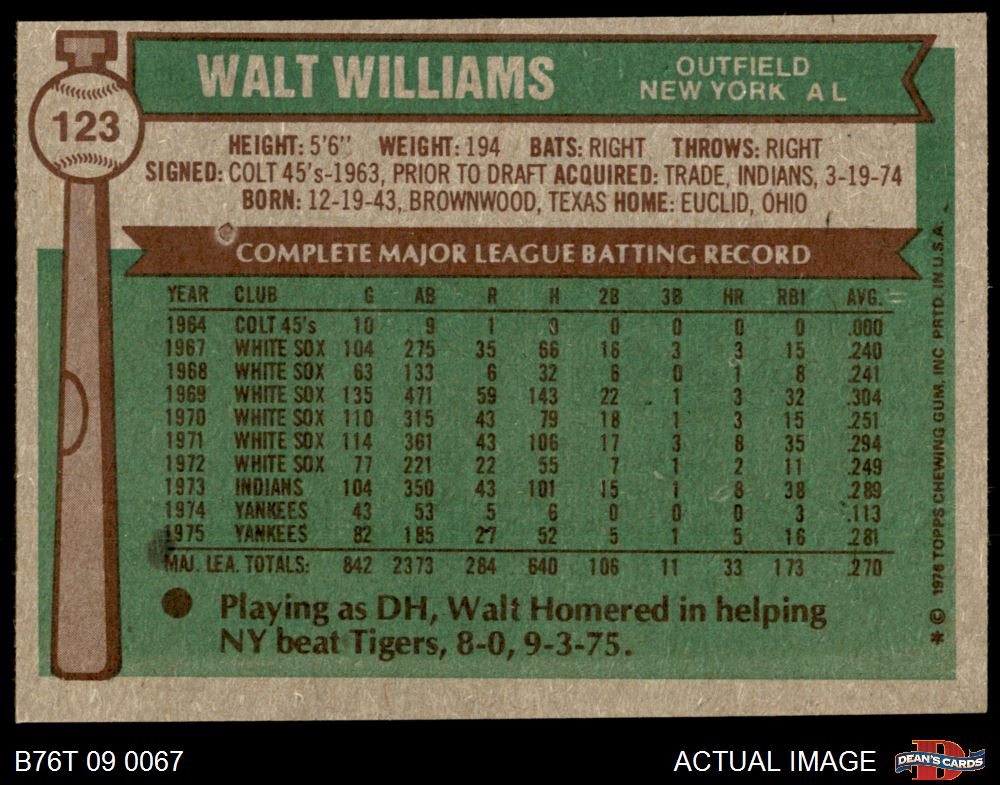 123
WALT WILLIAMS
OUTFIELD
NEW YORK A L
HEIGHT: 5'6" WEIGHT: 194 BATS: RIGHT THROWS: RIGHT
SIGNED: COLT 45's-1963, PRIOR TO DRAFT ACQUIRED: TRADE, INDIANS, 3-19-74
BORN: 12-19-43, BROWNWOOD, TEXAS HOME: EUCLID, OHIO
COMPLETE MAJOR LEAGUE BATTING RECORD
YEAR CLUB G AB R H 2B 3B HR RBI AVG.
1964 COLT 45's 10 9 1 0 0 0 0 0 .000
1967 WHITE SOX 104 275 35 66 16 3 3 15 .240
1968 WHITE SOX 63 133 6 32 6 0 1 8 .241
1969 WHITE SOX 135 471 59 143 22 1 3 32 .304
1970 WHITE SOX 110 315 43 79 18 1 3 15 .251
1971 WHITE SOX 114 361 43 106 17 3 8 35 .294
1972 WHITE SOX 77 221 22 55 7 1 2 11 .249
1973 INDIANS 104 350 43 101 15 1 8 38 .289
1974 YANKEES 43 53 5 6 0 0 0 3 .113
1975 YANKEES 82 185 27 52 5 1 5 16 .281
MAJ. LEA. TOTALS: 842 2373 284 640 106 11 33 173 .270
Playing as DH, Walt Homered in helping
NY beat Tigers, 8-0, 9-3-75.
* © 1976 TOPPS CHEWING GUM, INC. PRTD. IN U.S.A.
B76T 09 0067
ACTUAL IMAGE
D
DEAN'S CARDS